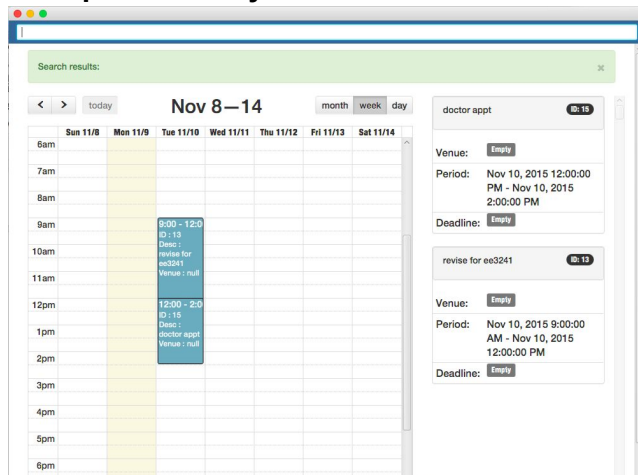 Search results:
×
< > today
Nov 8—14
month week day
Sun 11/8 Mon 11/9 Tue 11/10 Wed 11/11 Thu 11/12 Fri 11/13 Sat 11/14
6am
7am
8am
9am
10am
11am
12pm
1pm
2pm
3pm
4pm
5pm
6pm
9:00 - 12:0
ID : 13
Desc :
revise for
ee3241
Venue : null
12:00 - 2:0
ID : 15
Desc :
doctor appt
Venue : null
doctor appt ID: 15
Venue: Empty
Period: Nov 10, 2015 12:00:00
PM - Nov 10, 2015
2:00:00 PM
Deadline: Empty
revise for ee3241 ID: 13
Venue: Empty
Period: Nov 10, 2015 9:00:00
AM - Nov 10, 2015
12:00:00 PM
Deadline: Empty